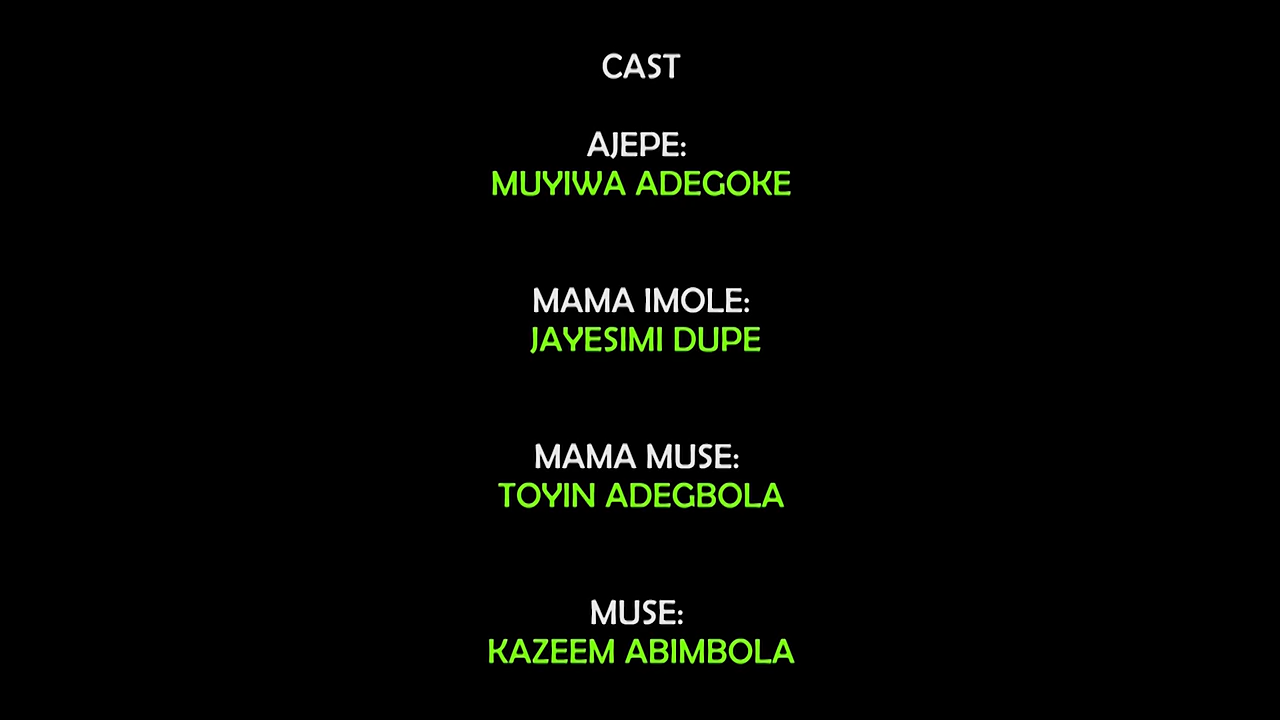 CAST
AJEPE:
MUYIWA ADEGOKE
MAMA IMOLE:
JAYESIMI DUPE
MAMA MUSE:
TOYIN ADEGBOLA
MUSE:
KAZEEM ABIMBOLA